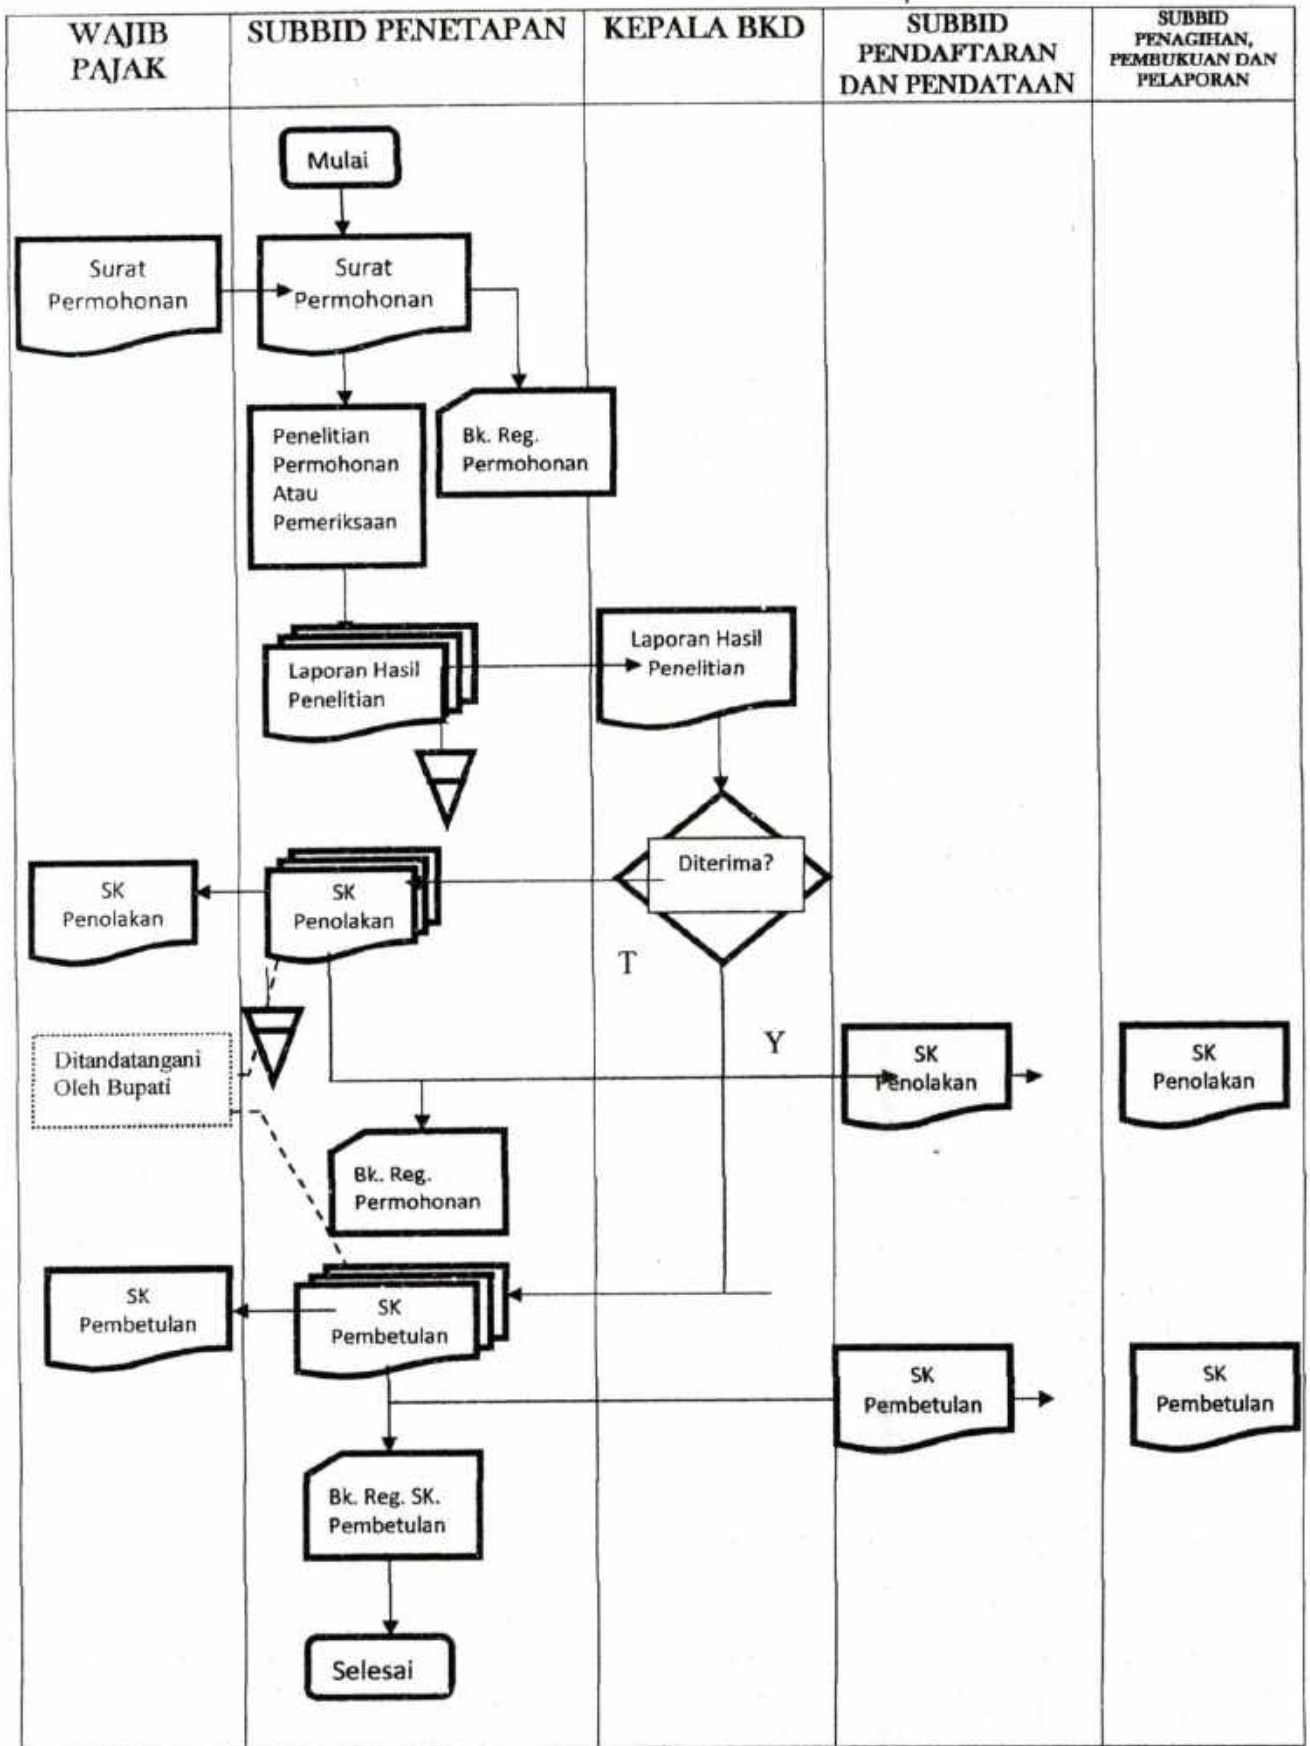 WAJIB
PAJAK
SUBBID PENETAPAN
KEPALA BKD
SUBBID
PENDAFTARAN
DAN PENDATAAN
SUBBID
PENAGIHAN,
PEMBUKUAN DAN
PELAPORAN
Mulai
Surat
Permohonan
Surat
Permohonan
Penelitian
Permohonan
Atau
Pemeriksaan
Bk. Reg.
Permohonan
Laporan Hasil
Penelitian
Laporan Hasil
Penelitian
Diterima?
SK
Penolakan
SK
Penolakan
T
Y
Ditandatangani
Oleh Bupati
SK
Penolakan
SK
Penolakan
Bk. Reg.
Permohonan
SK
Pembetulan
SK
Pembetulan
SK
Pembetulan
SK
Pembetulan
Bk. Reg. SK.
Pembetulan
Selesai